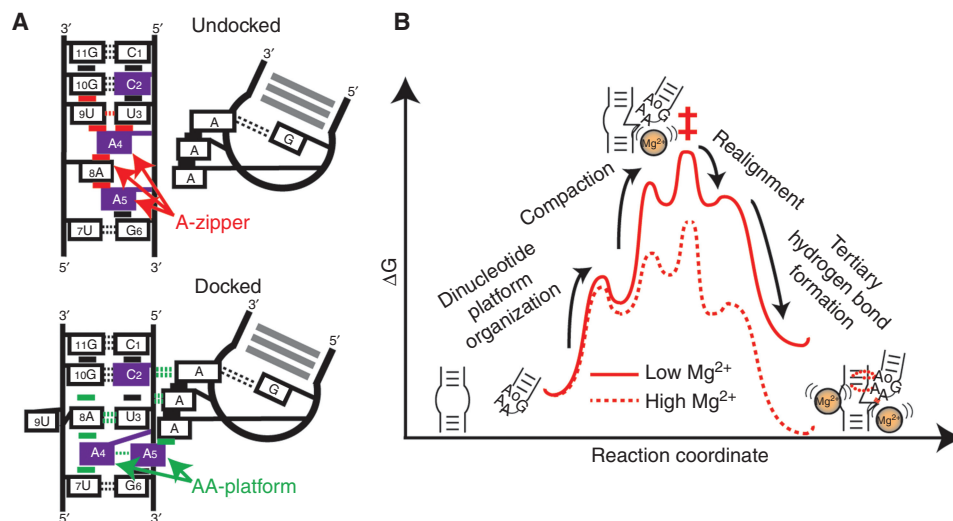 A
Undocked
3′ 5′
11G C1
10G C2
9U U3
A4
8A
A5
7U G6
5′ 3′
A-zipper
3′
5′
A
G
A
A
Docked
3′ 5′
11G C1
10G C2
9U 8A U3
A4 A5
7U G6
5′ 3′
AA-platform
3′
5′
A
G
A
A
B
ΔG
Reaction coordinate
Dinucleotide
platform
organization
Compaction
‡
Realignment
Tertiary
hydrogen bond
formation
Low Mg2+
High Mg2+
A
A
A
G
A
A
A
o
G
Mg2+
A
A
A
o
G
Mg2+
Mg2+